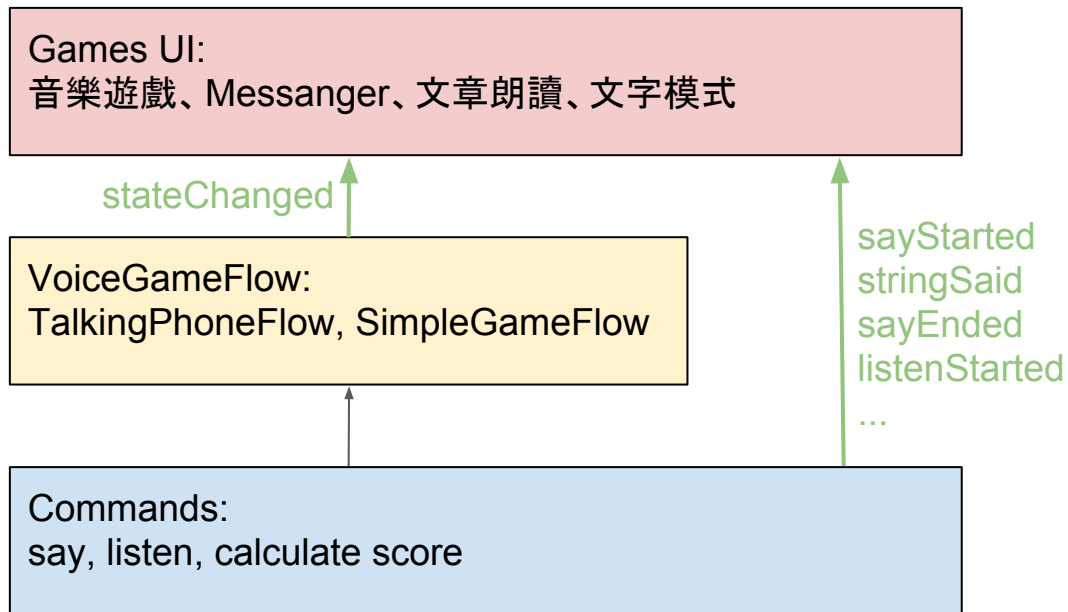 Games UI:
音樂遊戲、Messanger、文章朗讀、文字模式
stateChanged
sayStarted
stringSaid
sayEnded
listenStarted
...
VoiceGameFlow:
TalkingPhoneFlow, SimpleGameFlow
Commands:
say, listen, calculate score